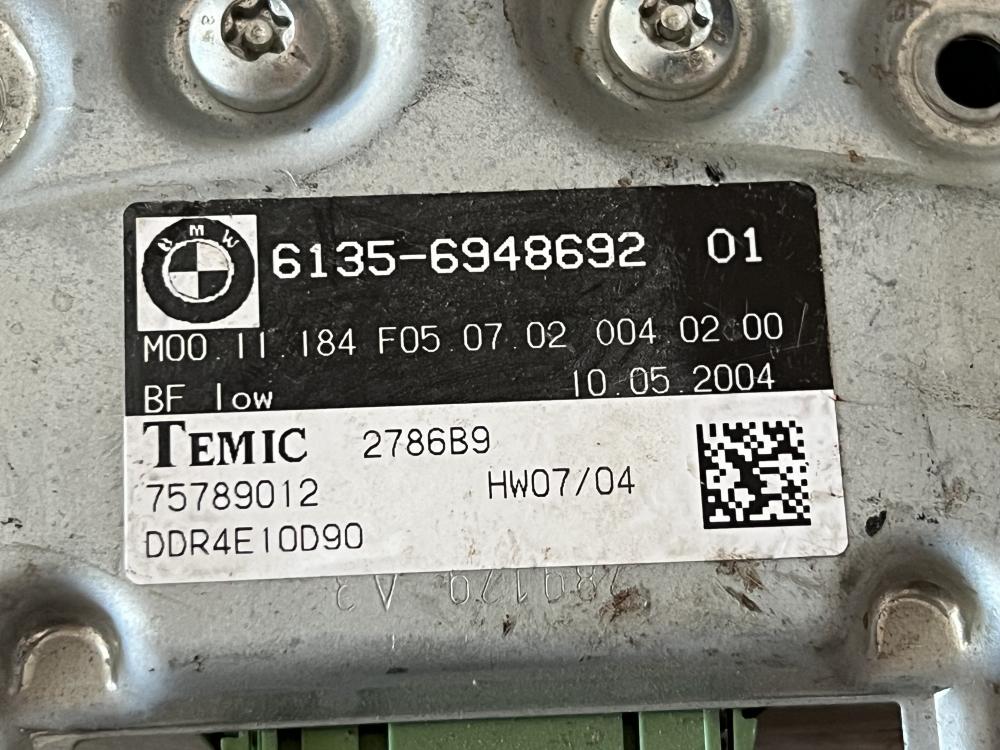 BMW
6135-6948692 01
M00.11.184 F05.07.02 004.02.00
BF low 10.05.2004
TEMIC 2786B9
75789012 HW07/04
DDR4E10D90